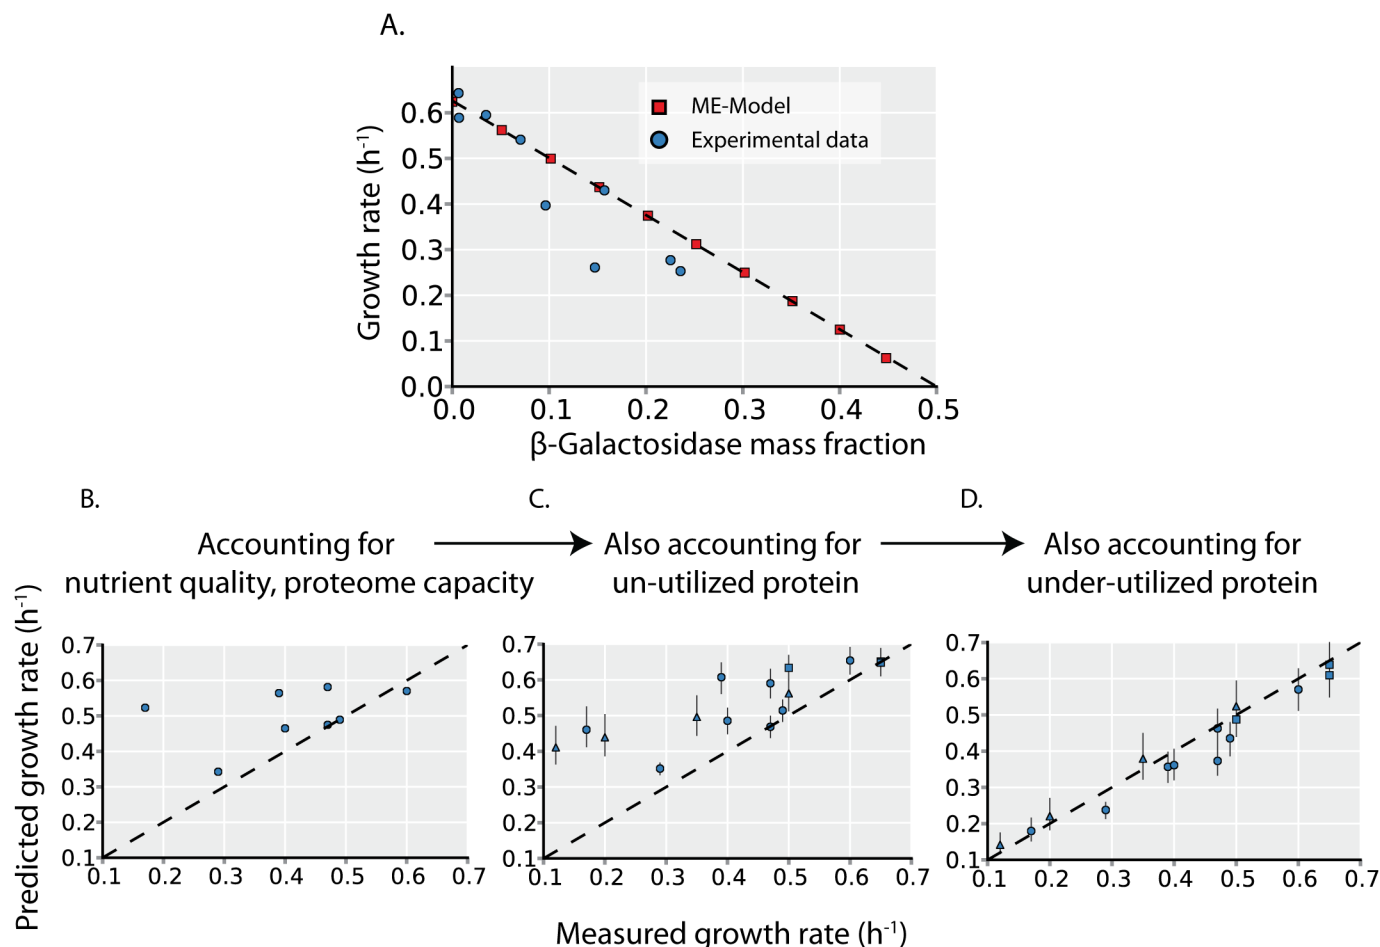 A.
Growth rate (h-1)
0.6
0.5
0.4
0.3
0.2
0.1
0.0
ME-Model
Experimental data
0.0 0.1 0.2 0.3 0.4 0.5
β-Galactosidase mass fraction
B.
C.
D.
Accounting for
nutrient quality, proteome capacity
Also accounting for
un-utilized protein
Also accounting for
under-utilized protein
Predicted growth rate (h-1)
0.7
0.6
0.5
0.4
0.3
0.2
0.1
0.1 0.2 0.3 0.4 0.5 0.6 0.7
0.7
0.6
0.5
0.4
0.3
0.2
0.1
0.1 0.2 0.3 0.4 0.5 0.6 0.7
0.7
0.6
0.5
0.4
0.3
0.2
0.1
0.1 0.2 0.3 0.4 0.5 0.6 0.7
Measured growth rate (h-1)